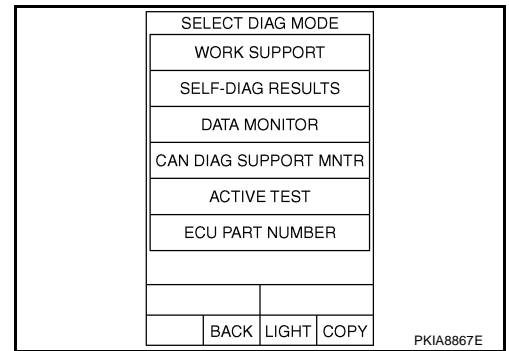 SELECT DIAG MODE
WORK SUPPORT
SELF-DIAG RESULTS
DATA MONITOR
CAN DIAG SUPPORT MNTR
ACTIVE TEST
ECU PART NUMBER
BACK LIGHT COPY
PKIA8867E